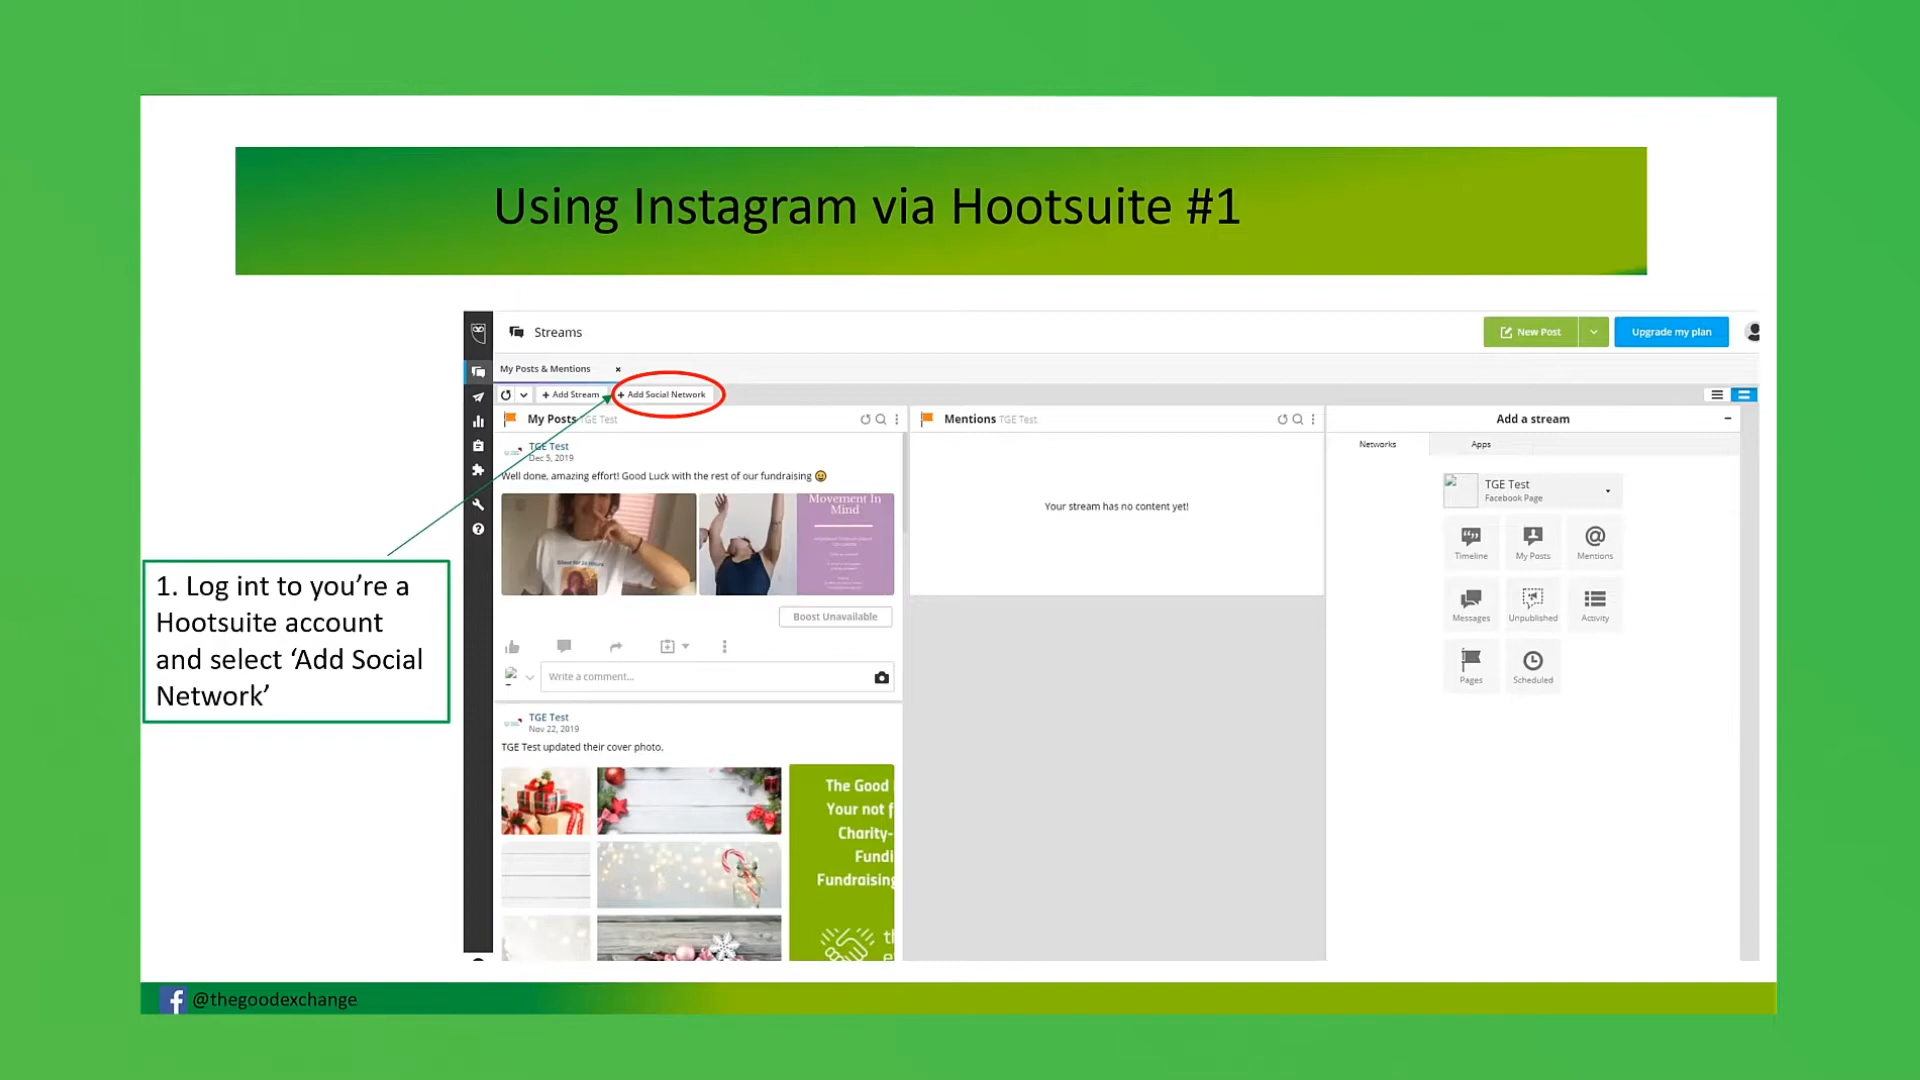 Using Instagram via Hootsuite #1
Streams
New Post
Upgrade my plan
My Posts & Mentions
+ Add Stream
+ Add Social Network
My Posts TGE Test
Mentions TGE Test
Add a stream
Networks
Apps
TGE Test
Dec 5, 2019
Well done, amazing effort! Good Luck with the rest of our fundraising
Movement In
Mind
Boost Unavailable
Write a comment...
TGE Test
Nov 22, 2019
TGE Test updated their cover photo.
The Good
Your not f
Charity-
Fundi
Fundraising
th
e
Your stream has no content yet!
TGE Test
Facebook Page
Timeline
My Posts
Mentions
Messages
Unpublished
Activity
Pages
Scheduled
1. Log int to you’re a
Hootsuite account
and select ‘Add Social
Network’
@thegoodexchange